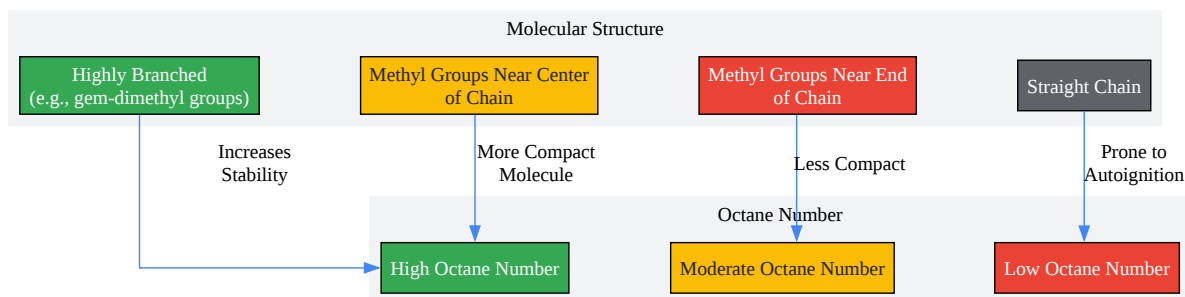 Molecular Structure
Highly Branched
(e.g., gem-dimethyl groups)
Methyl Groups Near Center
of Chain
Methyl Groups Near End
of Chain
Straight Chain
Increases
Stability
More Compact
Molecule
Less Compact
Prone to
Autoignition
Octane Number
High Octane Number
Moderate Octane Number
Low Octane Number